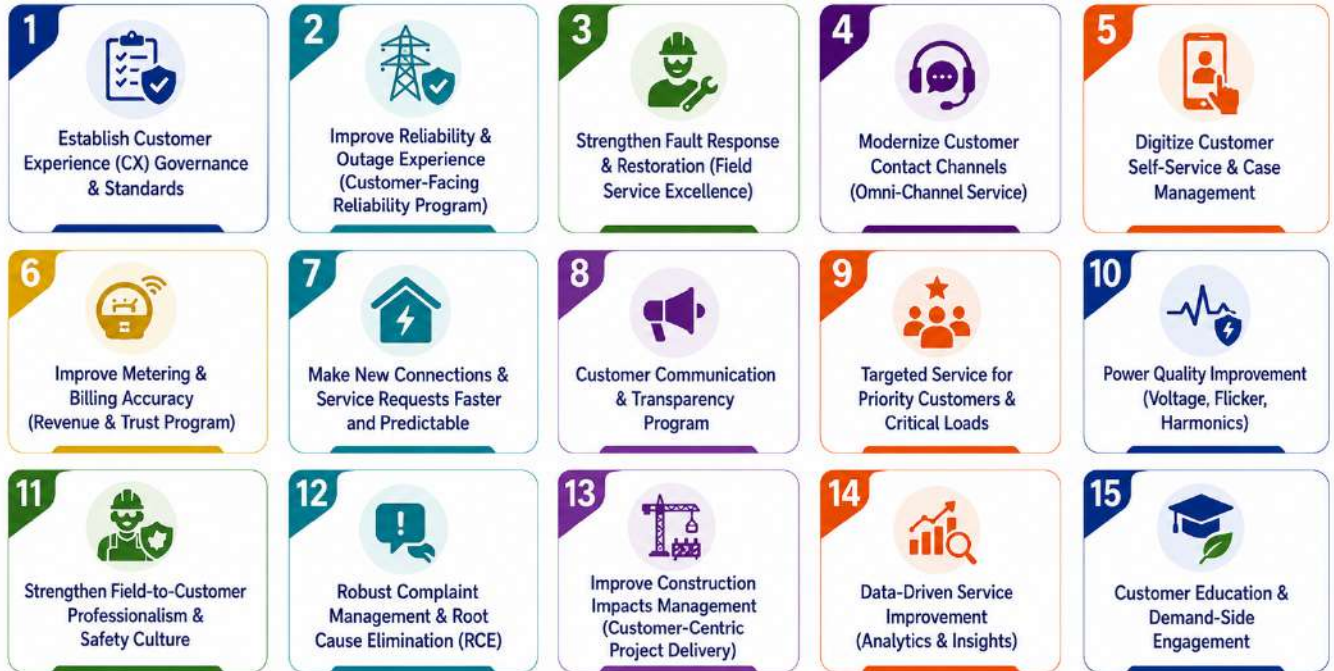 1
Establish Customer
Experience (CX) Governance
& Standards
2
Improve Reliability &
Outage Experience
(Customer-Facing
Reliability Program)
3
Strengthen Fault Response
& Restoration (Field
Service Excellence)
4
Modernize Customer
Contact Channels
(Omni-Channel Service)
5
Digitize Customer
Self-Service & Case
Management
6
Improve Metering &
Billing Accuracy
(Revenue & Trust Program)
7
Make New Connections &
Service Requests Faster
and Predictable
8
Customer Communication
& Transparency
Program
9
Targeted Service for
Priority Customers &
Critical Loads
10
Power Quality Improvement
(Voltage, Flicker,
Harmonics)
11
Strengthen Field-to-Customer
Professionalism &
Safety Culture
12
Robust Complaint
Management & Root
Cause Elimination (RCE)
13
Improve Construction
Impacts Management
(Customer-Centric
Project Delivery)
14
Data-Driven Service
Improvement
(Analytics & Insights)
15
Customer Education &
Demand-Side
Engagement